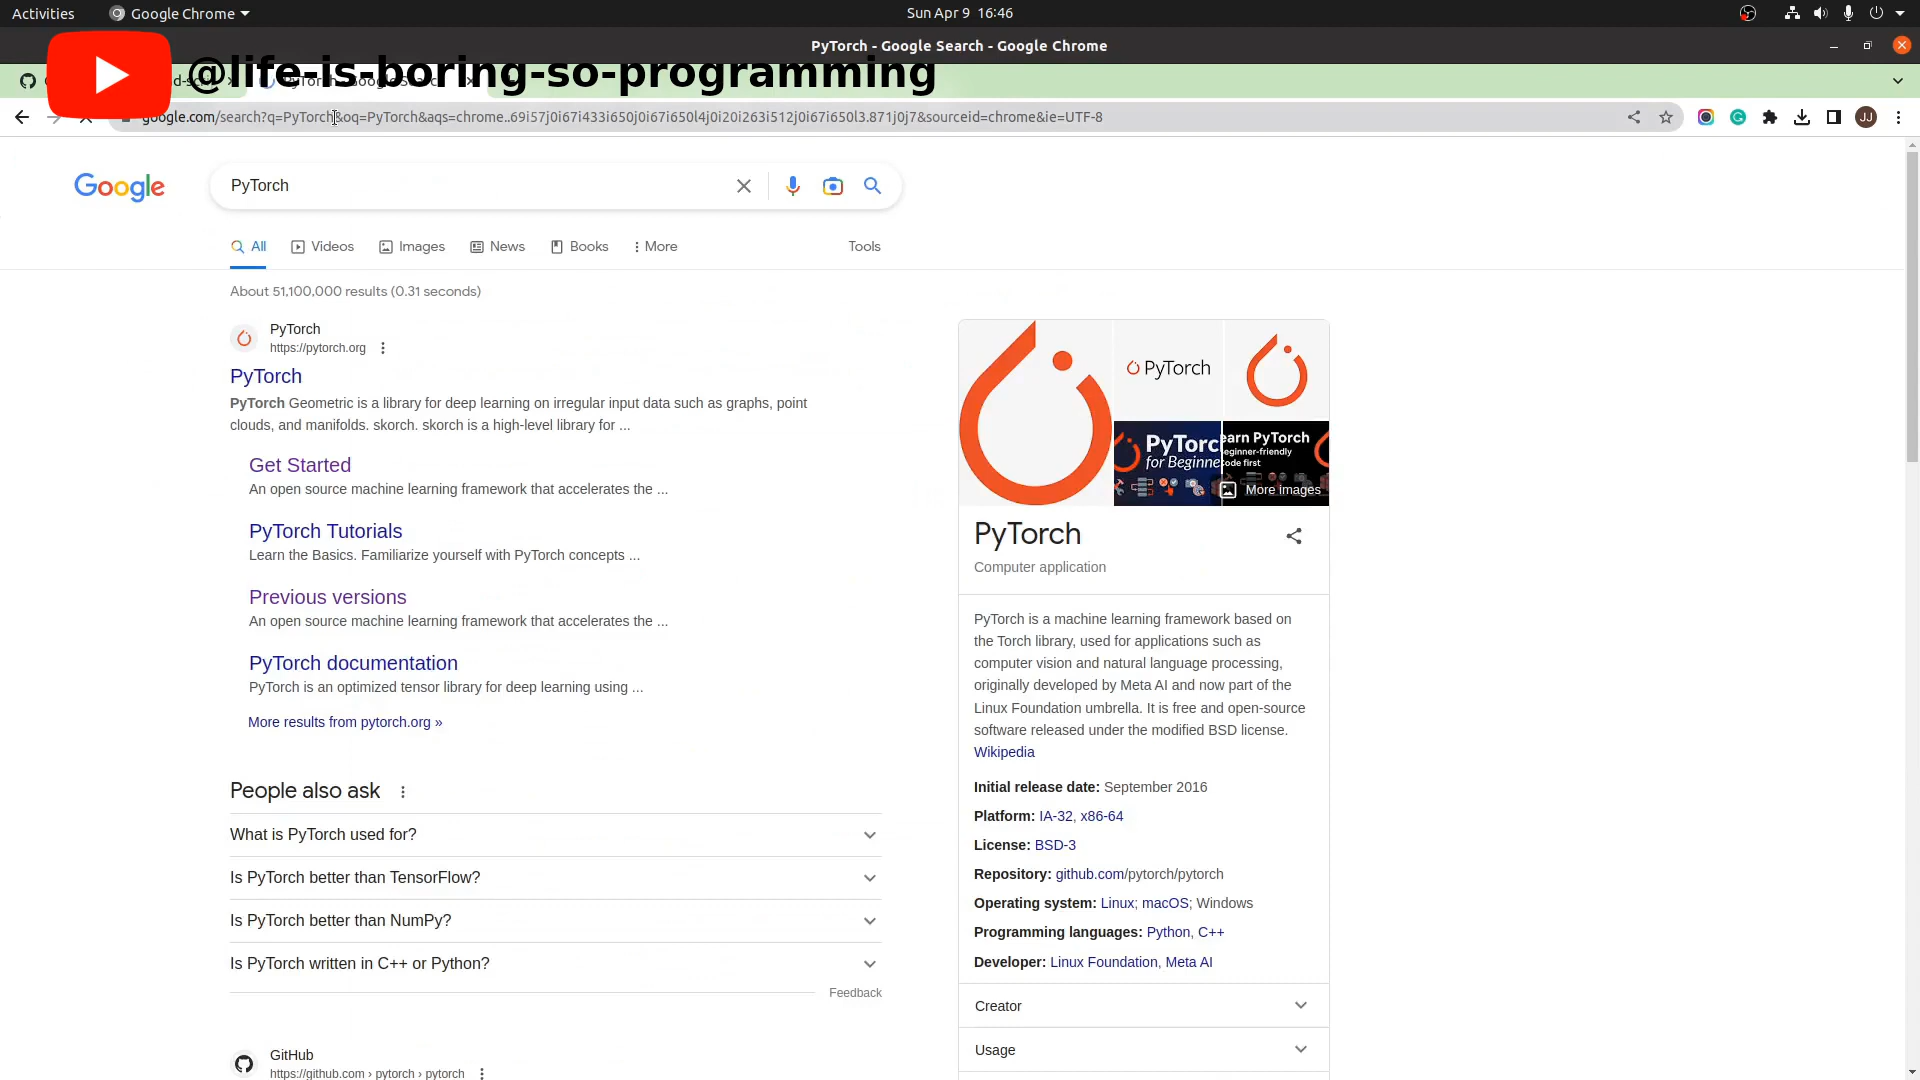 Activities
Google Chrome
Sun Apr 9 16:46
PyTorch - Google Search - Google Chrome
@life-is-boring-so-programming
google.com/search?q=PyTorch&oq=PyTorch&aqs=chrome..69i57j0i67i433i650j0i67i650l4j0i20i263i512j0i67i650l3.871j0j7&sourceid=chrome&ie=UTF-8
JJ
Google
PyTorch
All
Videos
Images
News
Books
More
Tools
About 51,100,000 results (0.31 seconds)
PyTorch
https://pytorch.org
PyTorch
PyTorch Geometric is a library for deep learning on irregular input data such as graphs, point
clouds, and manifolds. skorch. skorch is a high-level library for ...
Get Started
An open source machine learning framework that accelerates the ...
PyTorch Tutorials
Learn the Basics. Familiarize yourself with PyTorch concepts ...
Previous versions
An open source machine learning framework that accelerates the ...
PyTorch documentation
PyTorch is an optimized tensor library for deep learning using ...
More results from pytorch.org »
People also ask
What is PyTorch used for?
Is PyTorch better than TensorFlow?
Is PyTorch better than NumPy?
Is PyTorch written in C++ or Python?
Feedback
GitHub
https://github.com › pytorch › pytorch
PyTorch
PyTorc
for Beginne
earn PyTorch
eginner-friendly
code first
More images
PyTorch
Computer application
PyTorch is a machine learning framework based on
the Torch library, used for applications such as
computer vision and natural language processing,
originally developed by Meta AI and now part of the
Linux Foundation umbrella. It is free and open-source
software released under the modified BSD license.
Wikipedia
Initial release date: September 2016
Platform: IA-32, x86-64
License: BSD-3
Repository: github.com/pytorch/pytorch
Operating system: Linux; macOS; Windows
Programming languages: Python, C++
Developer: Linux Foundation, Meta AI
Creator
Usage